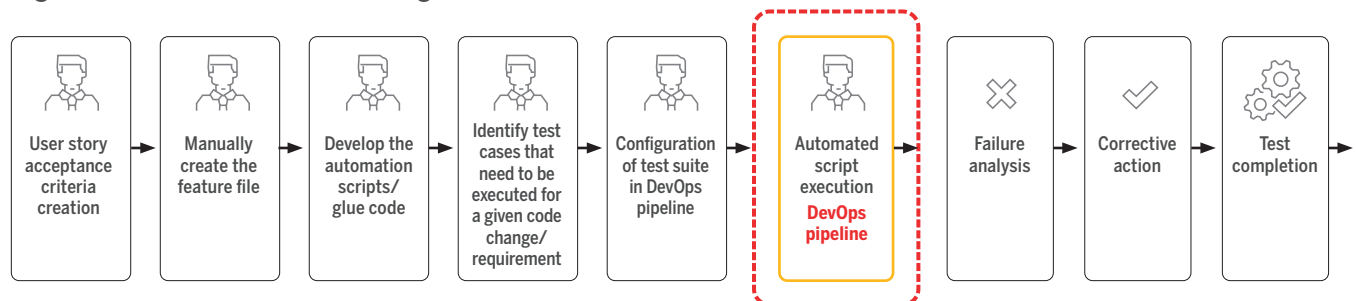 User story
acceptance
criteria
creation
Manually
create the
feature file
Develop the
automation
scripts/
glue code
Identify test
cases that
need to be
executed for
a given code
change/
requirement
Configuration
of test suite
in DevOps
pipeline
Automated
script
execution
DevOps
pipeline
Failure
analysis
Corrective
action
Test
completion